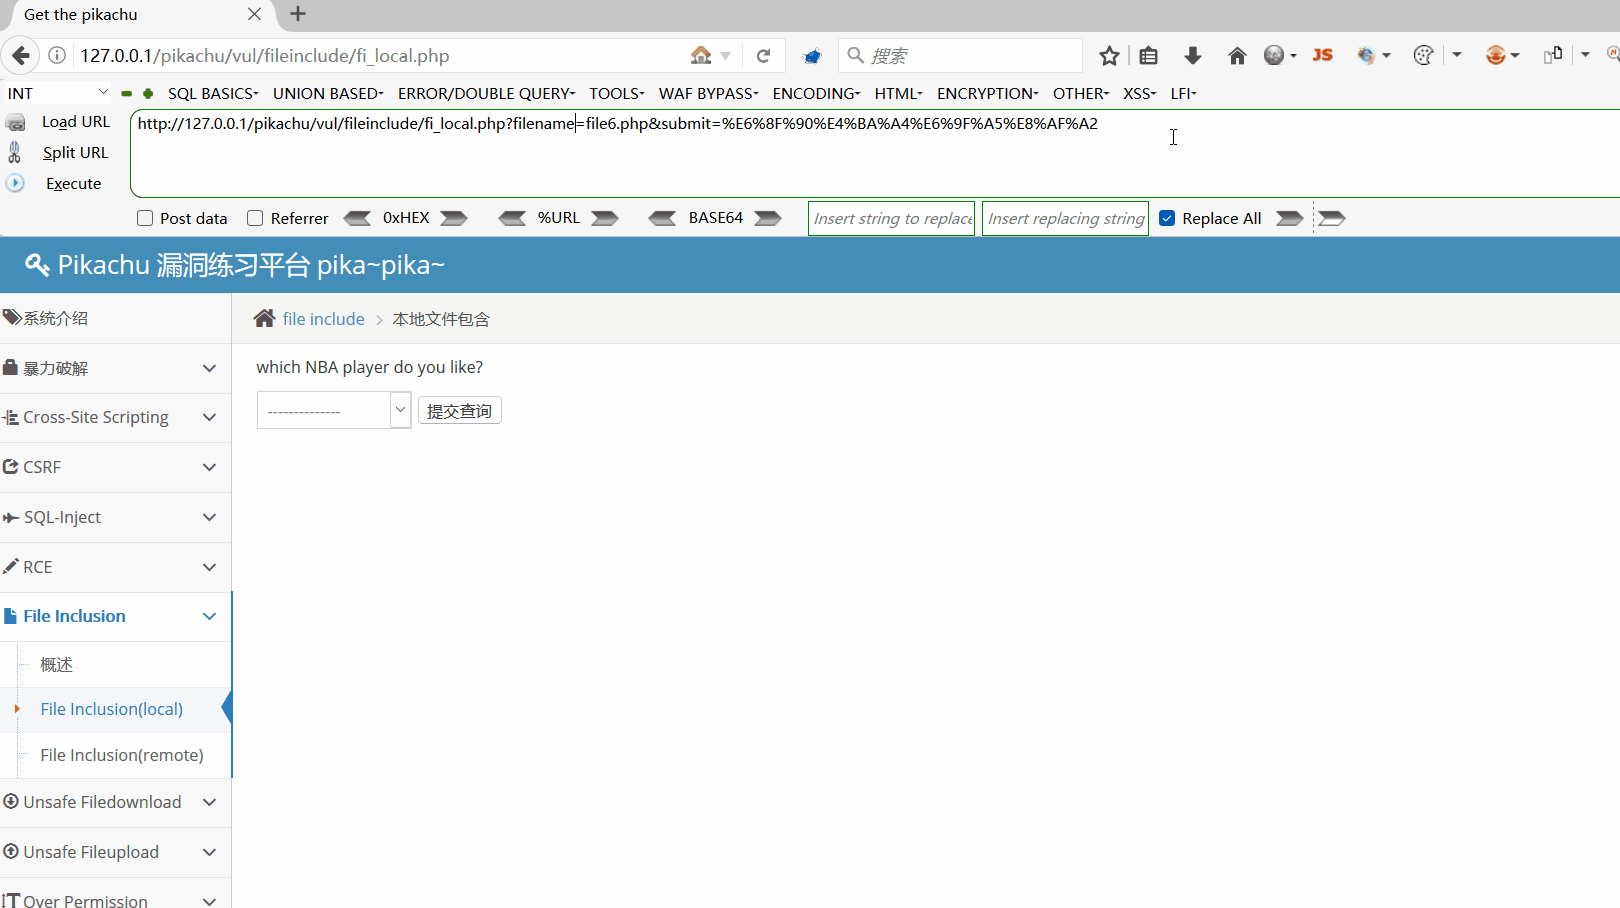 Get the pikachu
127.0.0.1/pikachu/vul/fileinclude/fi_local.php
搜索
JS
INT
SQL BASICS UNION BASED ERROR/DOUBLE QUERY TOOLS WAF BYPASS ENCODING HTML ENCRYPTION OTHER XSS LFI
Load URL
http://127.0.0.1/pikachu/vul/fileinclude/fi_local.php?filename=file6.php&submit=%E6%8F%90%E4%BA%A4%E6%9F%A5%E8%AF%A2
Split URL
Execute
Post data Referrer 0xHEX %URL BASE64 Insert string to replace Insert replacing string Replace All
Pikachu 漏洞练习平台 pika~pika~
系统介绍
file include > 本地文件包含
暴力破解
which NBA player do you like?
--------------
提交查询
Cross-Site Scripting
CSRF
SQL-Inject
RCE
File Inclusion
概述
File Inclusion(local)
File Inclusion(remote)
Unsafe Filedownload
Unsafe Fileupload
Over Permission